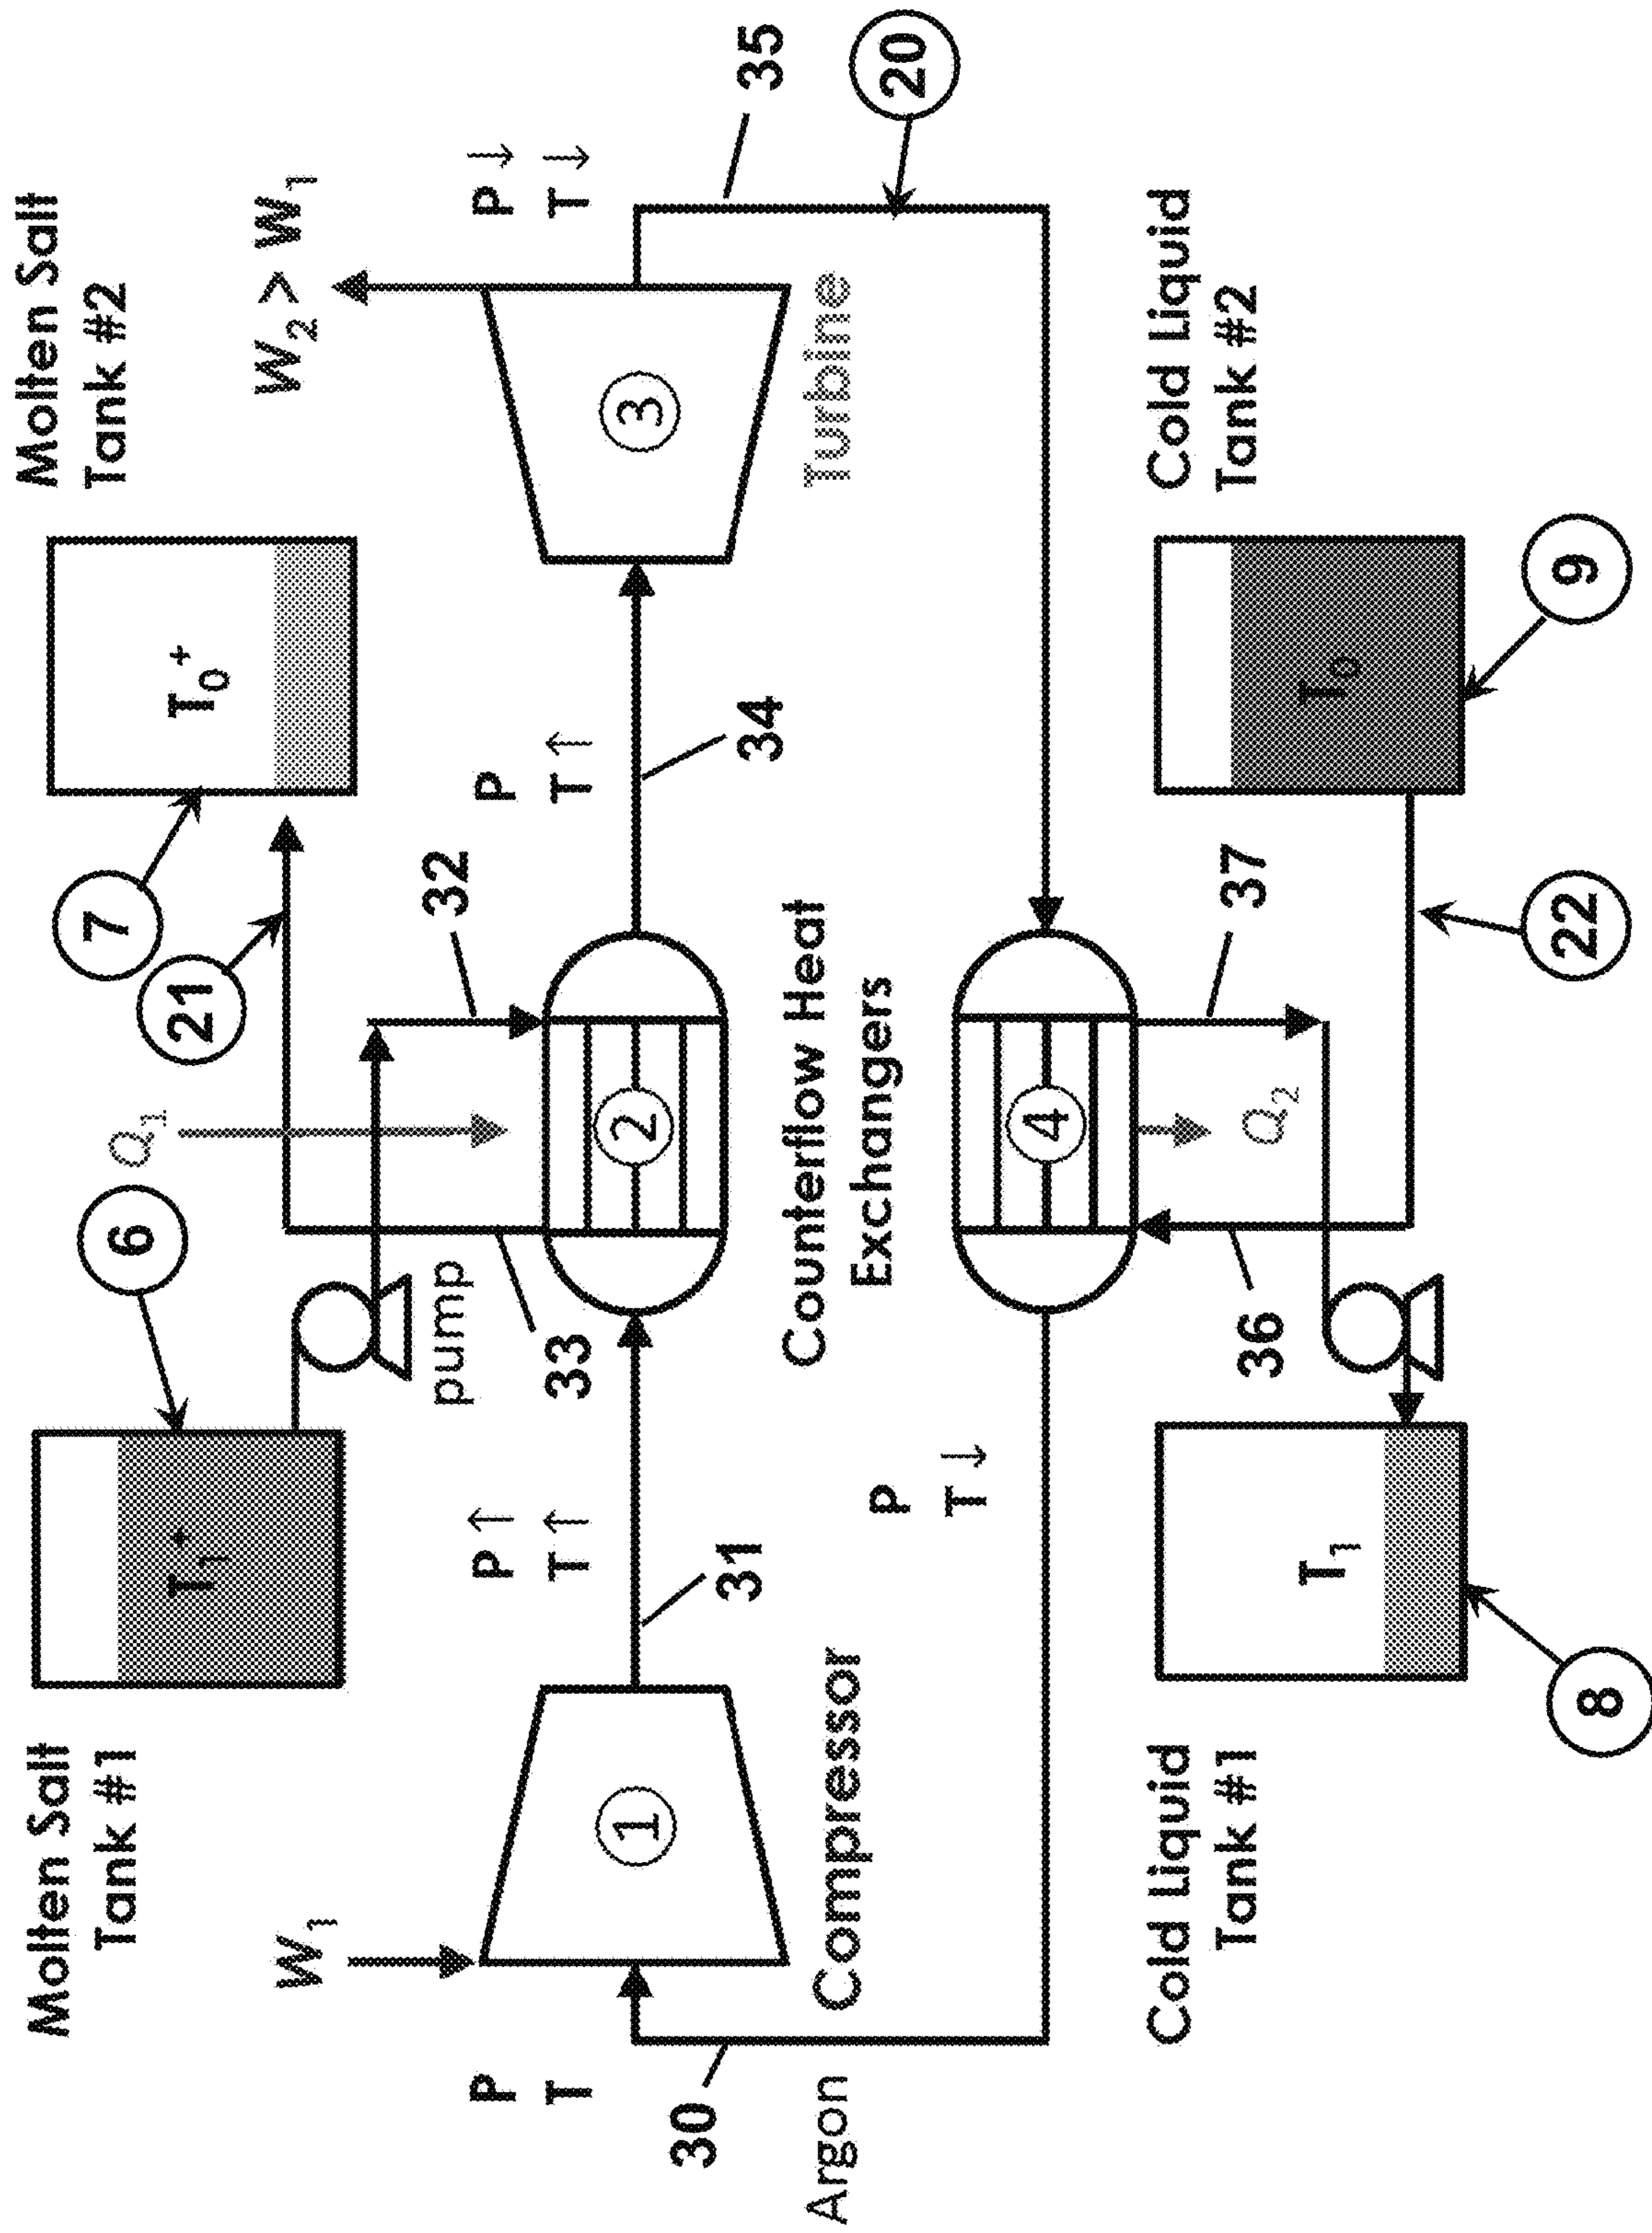 Molten Salt
Tank #1
Molten Salt
Tank #2
6
Q1
7
21
T1+
T0+
W1
W2 > W1
pump
32
33
P
T
P↑
T↑
P
T↑
P↓
T↓
1
2
3
30
31
34
35
Argon
Compressor
Counterflow Heat
Exchangers
Turbine
20
P
T↓
4
Cold Liquid
Tank #1
Cold Liquid
Tank #2
36
Q2
37
T1
T0
8
22
9